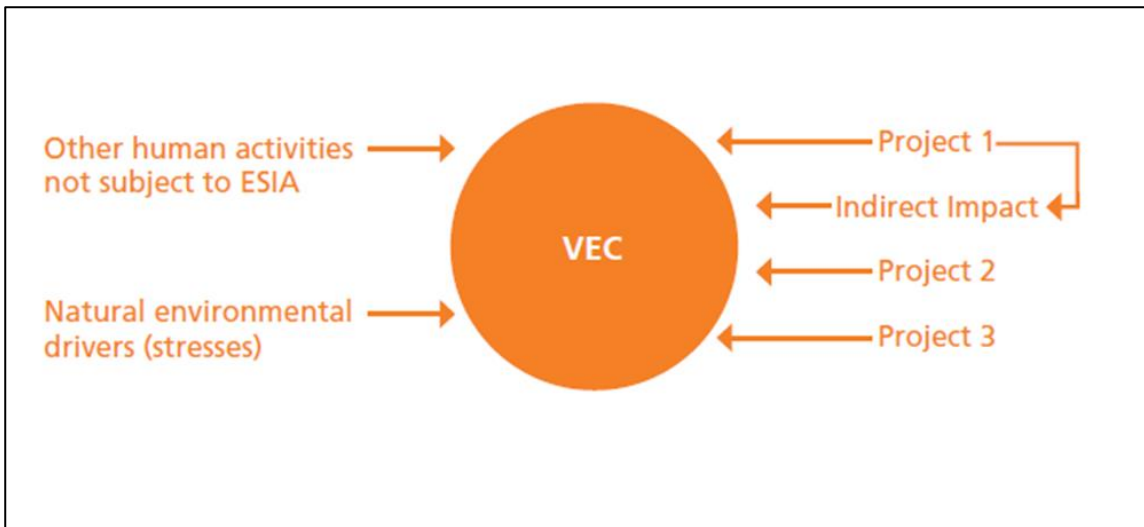 Other human activities
not subject to ESIA
Natural environmental
drivers (stresses)
VEC
Project 1
Indirect Impact
Project 2
Project 3